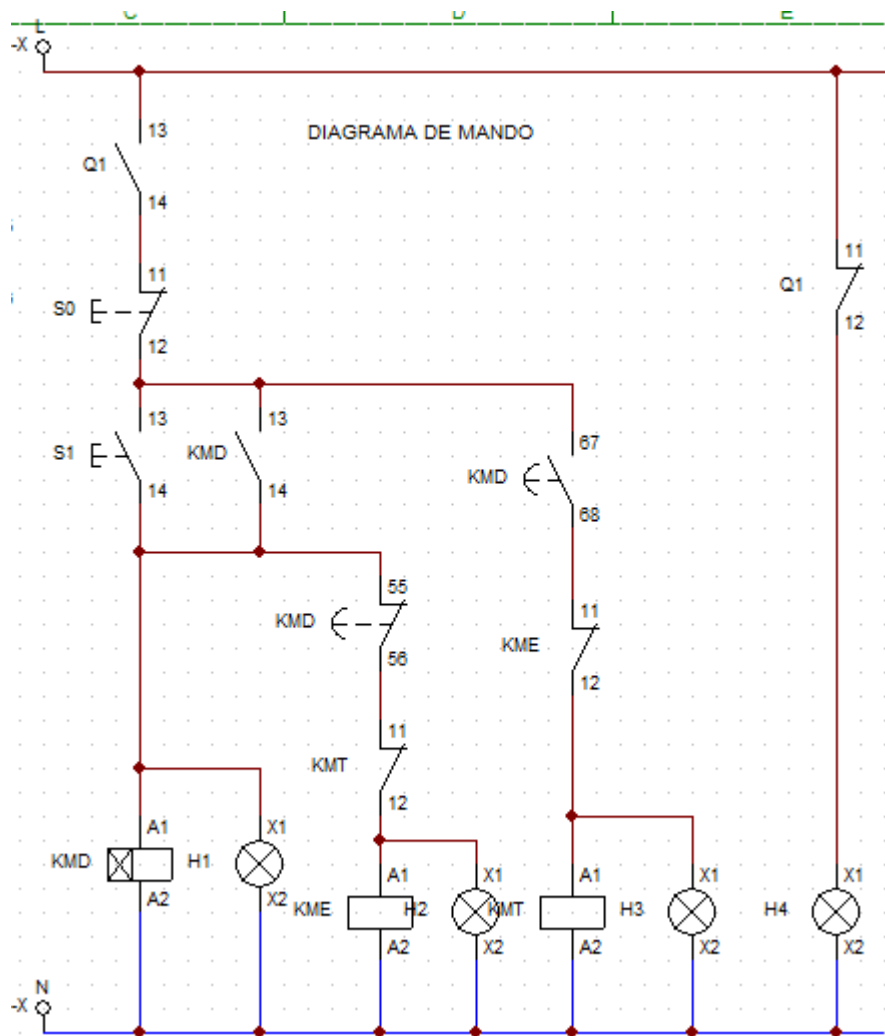 C D E
L
-X
13
DIAGRAMA DE MANDO
Q1
14
11
11
S0
Q1
12
12
13 13
67
S1 KMD
KMD
14 14
68
55
KMD
11
KME
56
12
11
KMT
12
A1 X1
KMD H1
A1 X1 A1 X1 X1
A2 X2
KME H2 KMT H3 H4
A2 X2 A2 X2 X2
N
-X